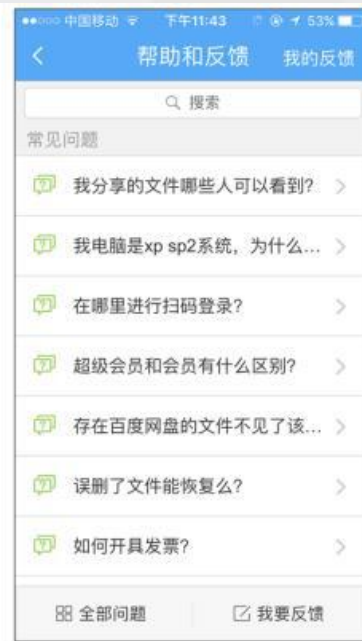 中国移动 下午11:43 53%
帮助和反馈 我的反馈
搜索
常见问题
我分享的文件哪些人可以看到?
我电脑是xp sp2系统，为什么...
在哪里进行扫码登录?
超级会员和会员有什么区别?
存在百度网盘的文件不见了该...
误删了文件能恢复么?
如何开具发票?
全部问题 我要反馈